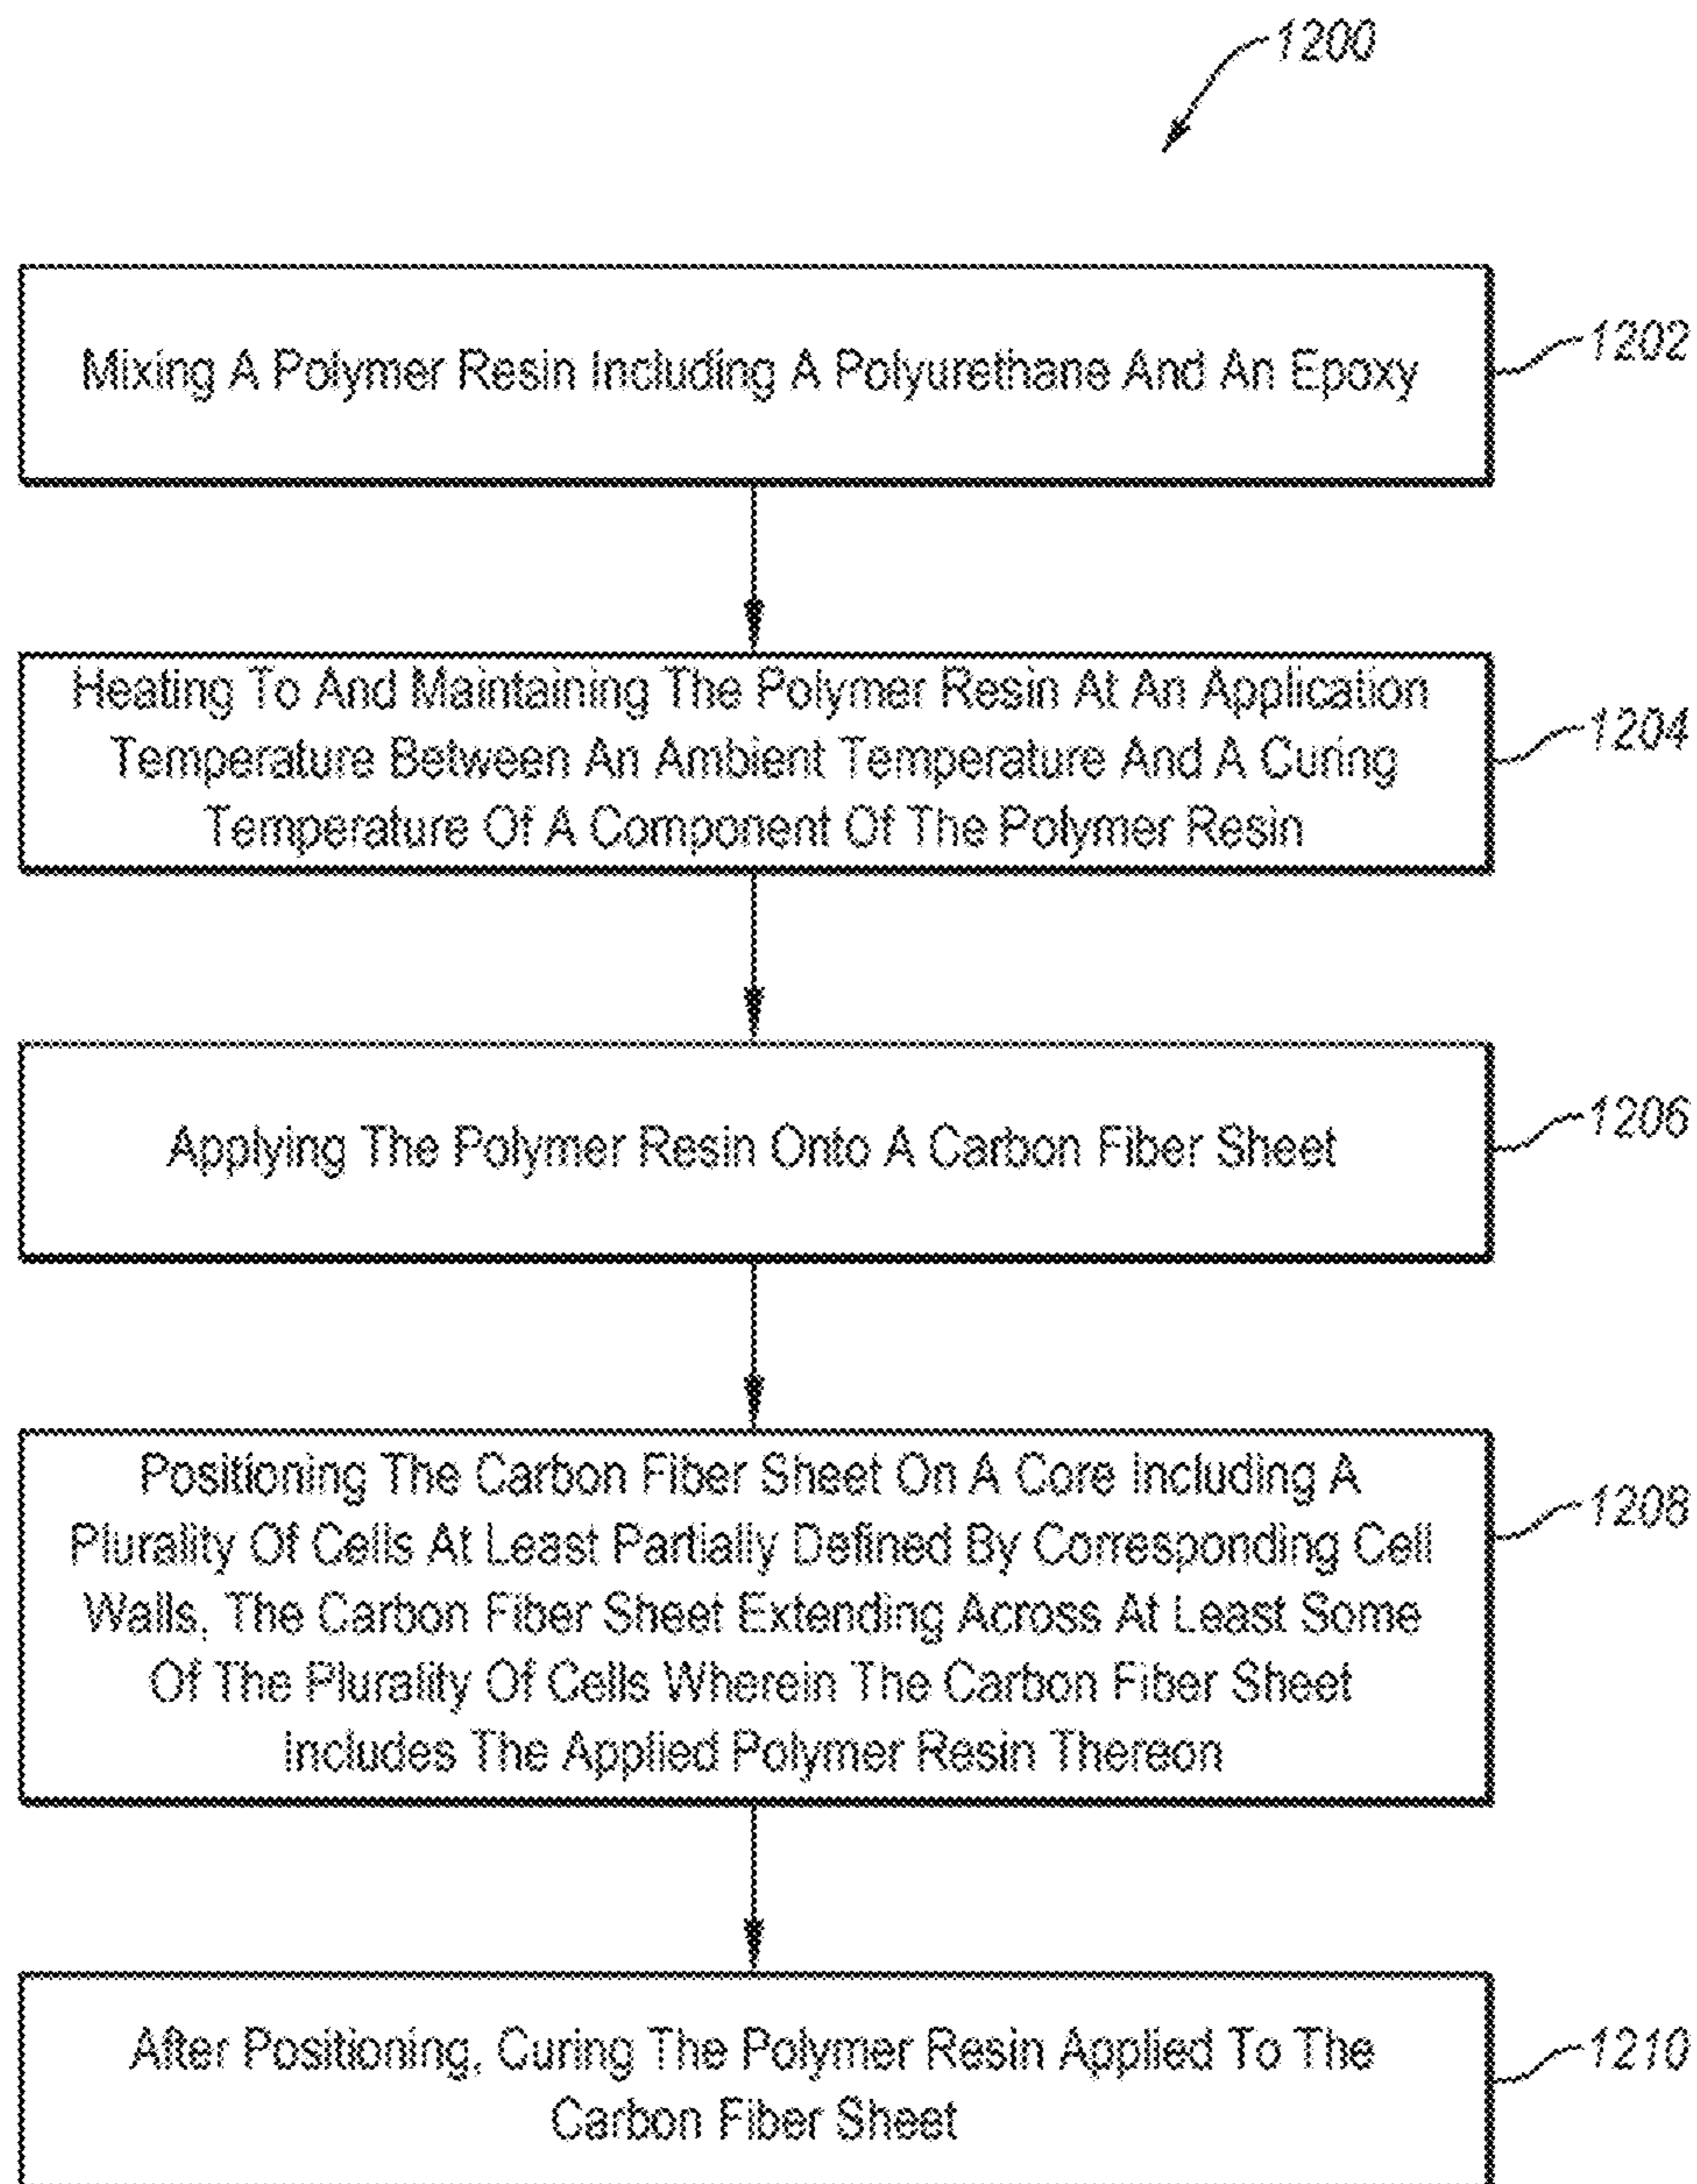 1200
Mixing A Polymer Resin Including A Polyurethane And An Epoxy
1202
Heating To And Maintaining The Polymer Resin At An Application
Temperature Between An Ambient Temperature And A Curing
Temperature Of A Component Of The Polymer Resin
1204
Applying The Polymer Resin Onto A Carbon Fiber Sheet
1206
Positioning The Carbon Fiber Sheet On A Core Including A
Plurality Of Cells At Least Partially Defined By Corresponding Cell
Walls, The Carbon Fiber Sheet Extending Across At Least Some
Of The Plurality Of Cells Wherein The Carbon Fiber Sheet
Includes The Applied Polymer Resin Thereon
1208
After Positioning, Curing The Polymer Resin Applied To The
Carbon Fiber Sheet
1210